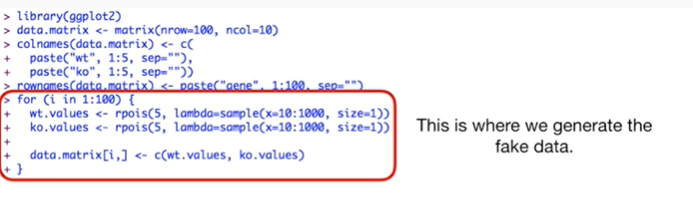 > library(ggplot2)
> data.matrix <- matrix(nrow=100, ncol=10)
> colnames(data.matrix) <- c(
+   paste("wt", 1:5, sep=""),
+   paste("ko", 1:5, sep=""))
> rownames(data.matrix) <- paste("gene", 1:100, sep="")
> for (i in 1:100) {
+   wt.values <- rpois(5, lambda=sample(x=10:1000, size=1))
+   ko.values <- rpois(5, lambda=sample(x=10:1000, size=1))
+
+   data.matrix[i,] <- c(wt.values, ko.values)
+ }
This is where we generate the
fake data.